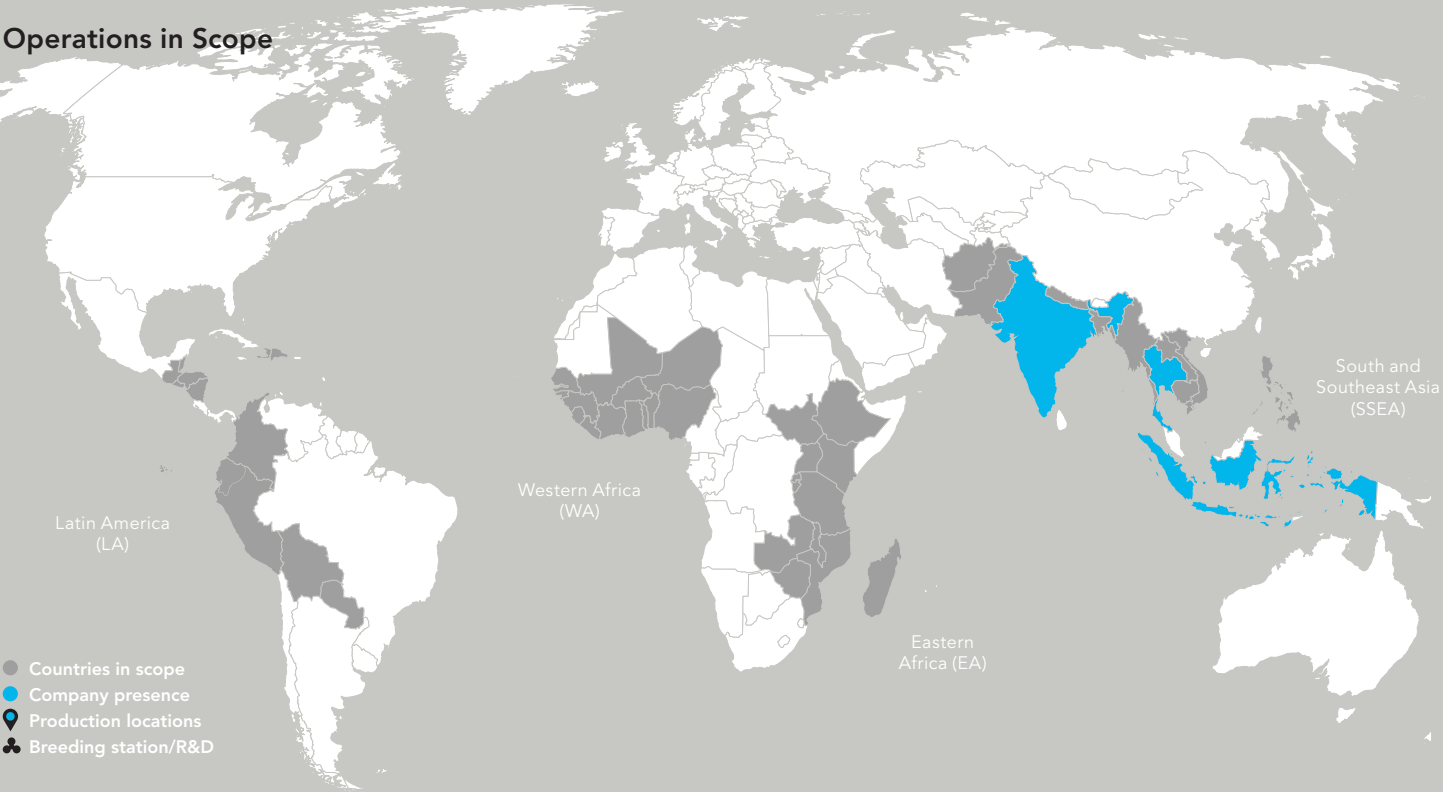 Operations in Scope
South and
Southeast Asia
(SSEA)
Western Africa
(WA)
Latin America
(LA)
Eastern
Africa (EA)
Countries in scope
Company presence
Production locations
Breeding station/R&D